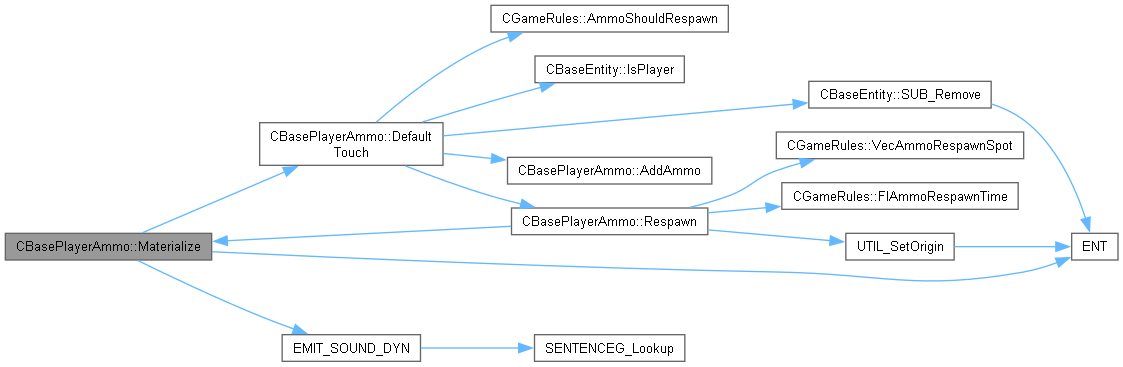 CGameRules::AmmoShouldRespawn
CBaseEntity::IsPlayer
CBaseEntity::SUB_Remove
CBasePlayerAmmo::Default
Touch
CGameRules::VecAmmoRespawnSpot
CBasePlayerAmmo::AddAmmo
CGameRules::FlAmmoRespawnTime
CBasePlayerAmmo::Respawn
CBasePlayerAmmo::Materialize
UTIL_SetOrigin
ENT
EMIT_SOUND_DYN
SENTENCEG_Lookup